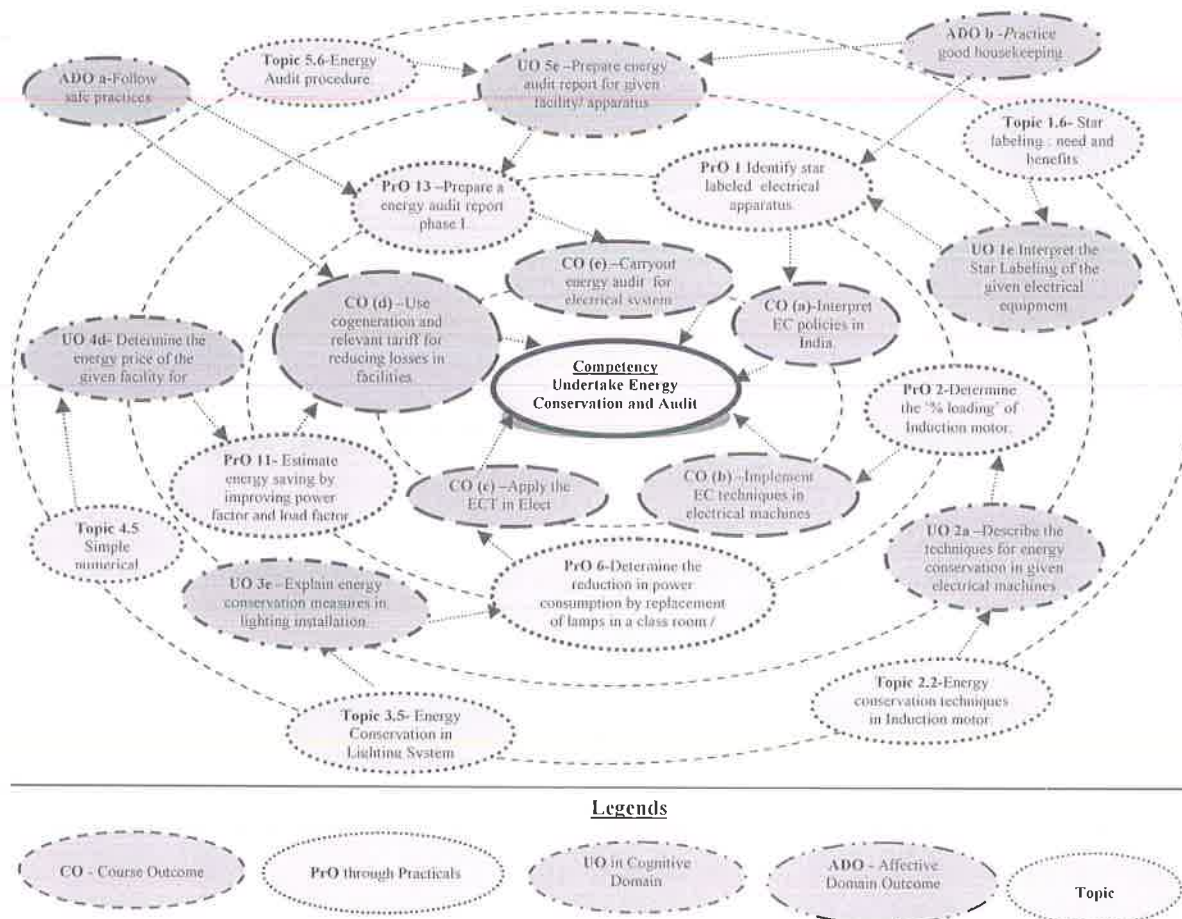 ADO b -Practice
good housekeeping
Topic 5.6-Energy
Audit procedure
UO 5e –Prepare energy
audit report for given
facility/ apparatus
ADO a-Follow
safe practices
Topic 1.6- Star
labeling : need and
benefits
PrO 1 Identify star
labeled electrical
apparatus
PrO 13 –Prepare a
energy audit report
phase I.
UO 1e Interpret the
Star Labeling of the
given electrical
equipment
CO (e) –Carryout
energy audit for
electrical system
CO (d) –Use
cogeneration and
relevant tariff for
reducing losses in
facilities
CO (a)-Interpret
EC policies in
India.
UO 4d- Determine the
energy price of the
given facility for
Competency
Undertake Energy
Conservation and Audit
PrO 2-Determine
the '% loading' of
Induction motor.
PrO 11- Estimate
energy saving by
improving power
factor and load factor
CO (c) –Apply the
ECT in Elect
CO (b) –Implement
EC techniques in
electrical machines
Topic 4.5
Simple
numerical
UO 2a –Describe the
techniques for energy
conservation in given
electrical machines
UO 3e –Explain energy
conservation measures in
lighting installation.
PrO 6-Determine the
reduction in power
consumption by replacement
of lamps in a class room /
Topic 2.2-Energy
conservation techniques
in Induction motor
Topic 3.5- Energy
Conservation in
Lighting System
Legends
CO - Course Outcome
PrO through Practicals
UO in Cognitive
Domain
ADO - Affective
Domain Outcome
Topic